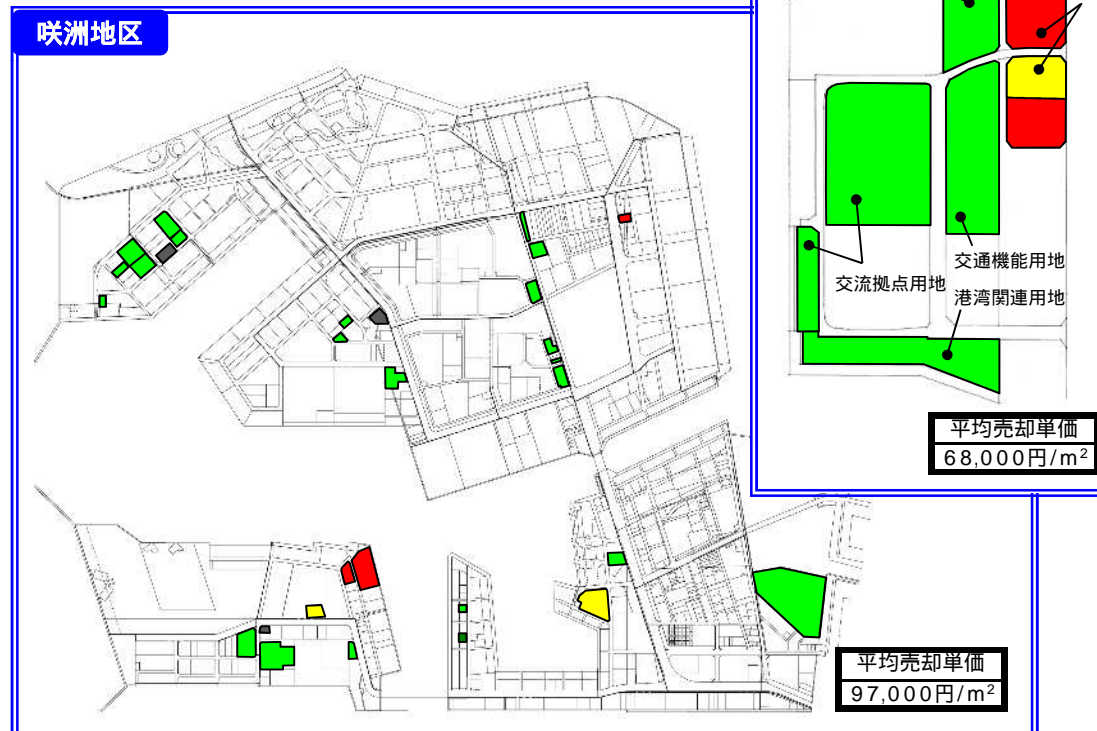 咲洲地区
交通機能用地
交流拠点用地
港湾関連用地
平均売却単価
68,000円/m²
平均売却単価
97,000円/m²